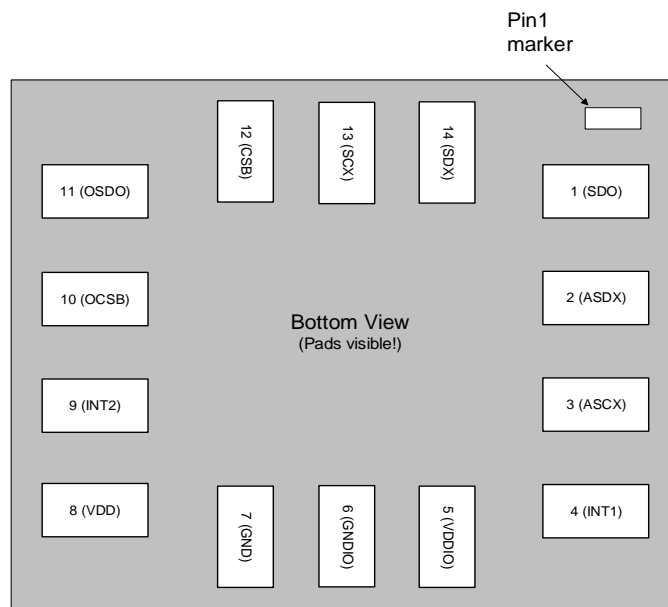 Pin1
marker
12 (CSB)
13 (SCX)
14 (SDX)
11 (OSDO)
1 (SDO)
10 (OCSB)
2 (ASDX)
Bottom View
(Pads visible!)
9 (INT2)
3 (ASCX)
8 (VDD)
7 (GND)
6 (GNDIO)
5 (VDDIO)
4 (INT1)